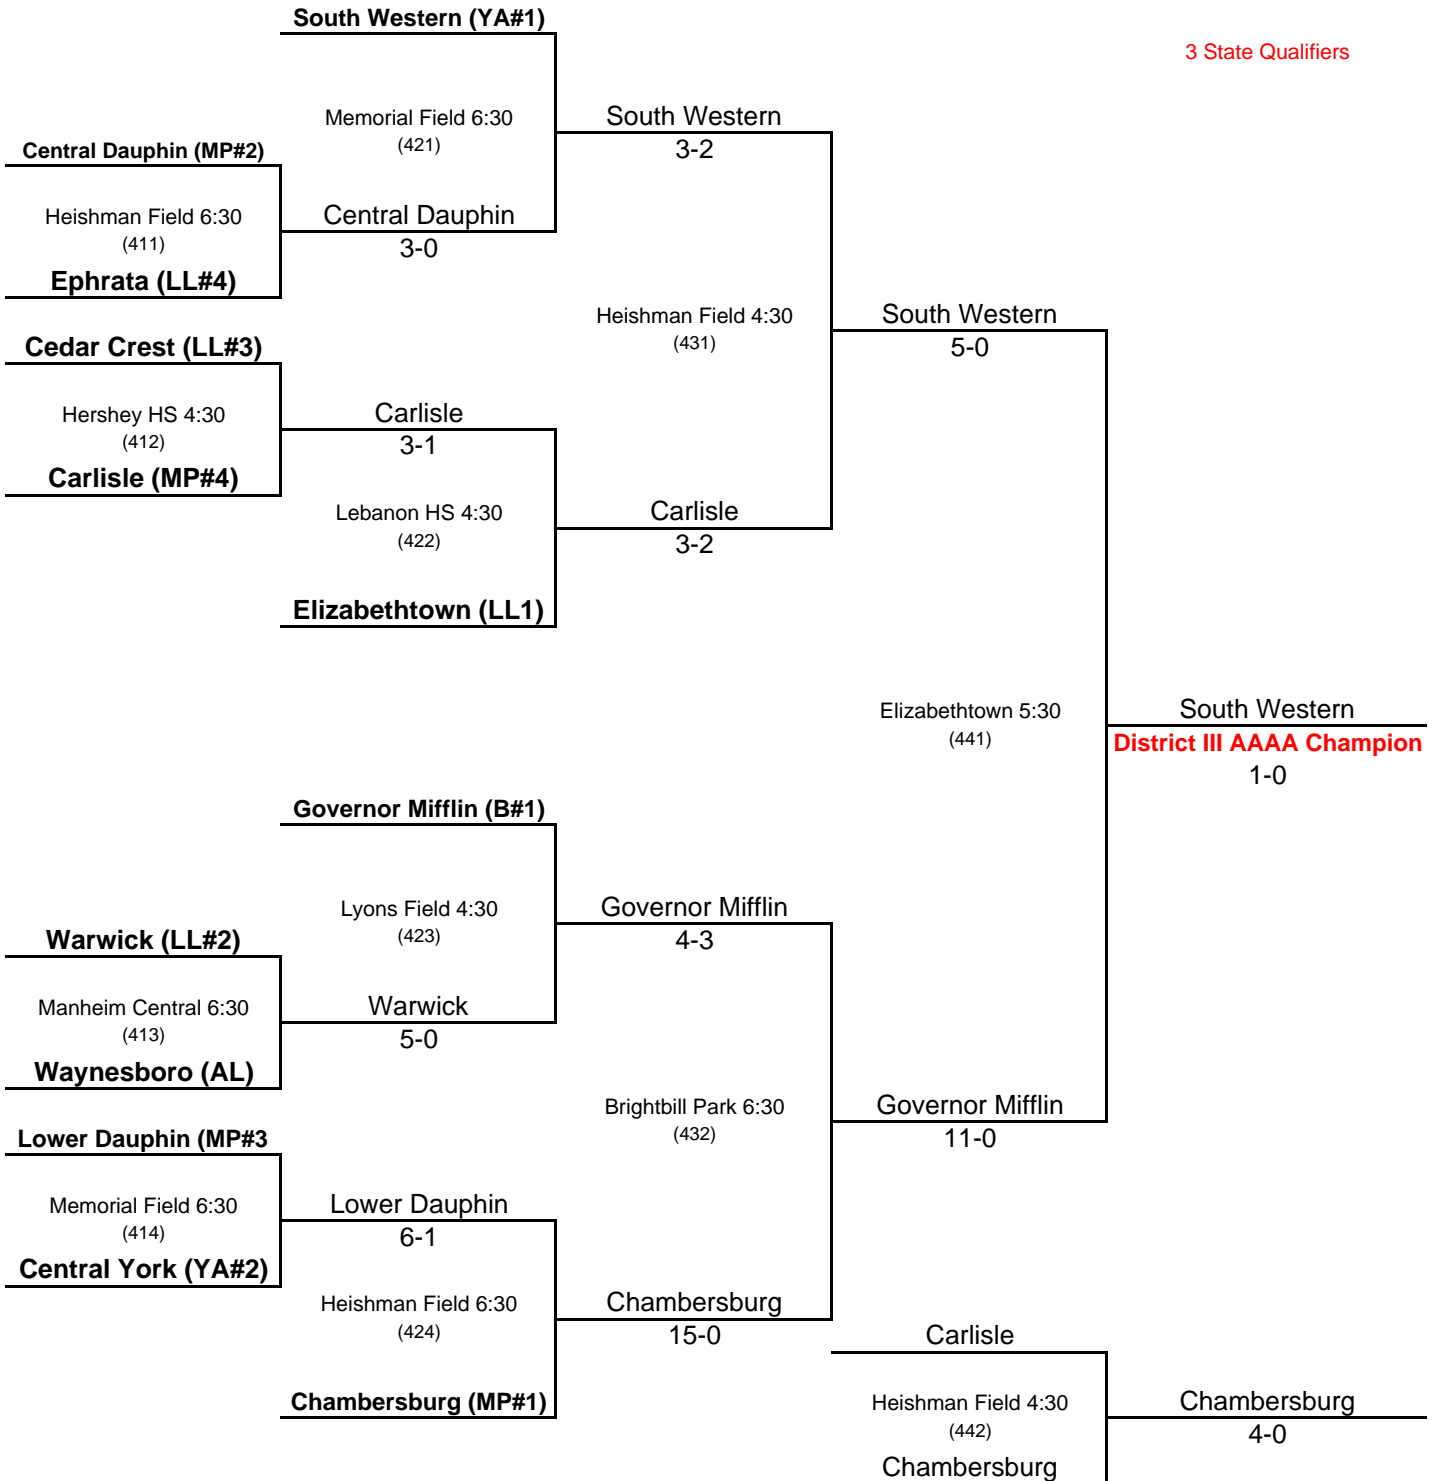 South Western (YA#1)
3 State Qualifiers
Memorial Field 6:30
(421)
South Western
3-2
Central Dauphin (MP#2)
Heishman Field 6:30
(411)
Central Dauphin
3-0
Ephrata (LL#4)
Heishman Field 4:30
(431)
South Western
5-0
Cedar Crest (LL#3)
Hershey HS 4:30
(412)
Carlisle
3-1
Carlisle (MP#4)
Lebanon HS 4:30
(422)
Carlisle
3-2
Elizabethtown (LL1)
Elizabethtown 5:30
(441)
South Western
District III AAAA Champion
1-0
Governor Mifflin (B#1)
Lyons Field 4:30
(423)
Governor Mifflin
4-3
Warwick (LL#2)
Manheim Central 6:30
(413)
Warwick
5-0
Waynesboro (AL)
Brightbill Park 6:30
(432)
Governor Mifflin
11-0
Lower Dauphin (MP#3
Memorial Field 6:30
(414)
Lower Dauphin
6-1
Central York (YA#2)
Heishman Field 6:30
(424)
Chambersburg
15-0
Chambersburg (MP#1)
Carlisle
Heishman Field 4:30
(442)
Chambersburg
4-0
Chambersburg